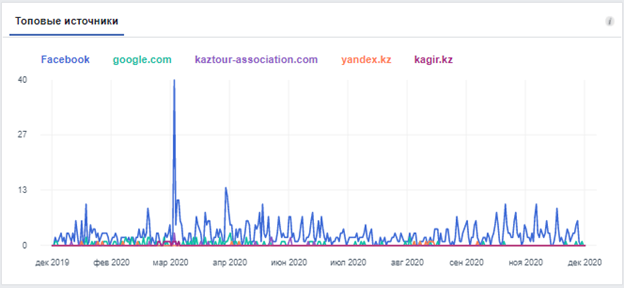 Топовые источники
i
Facebook google.com kaztour-association.com yandex.kz kagir.kz
40
27
13
0
дек 2019 фев 2020 мар 2020 апр 2020 июн 2020 июл 2020 авг 2020 сен 2020 ноя 2020 дек 2020